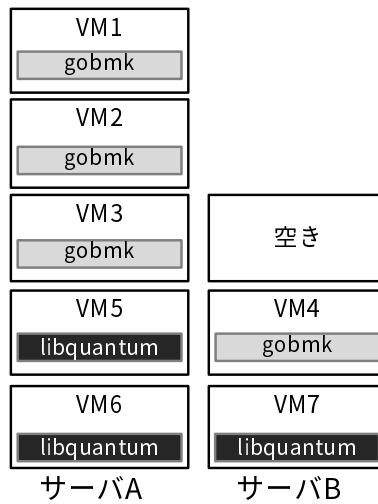 VM1
gobmk
VM2
gobmk
VM3
gobmk
VM5
libquantum
VM6
libquantum
サーバA
空き
VM4
gobmk
VM7
libquantum
サーバB